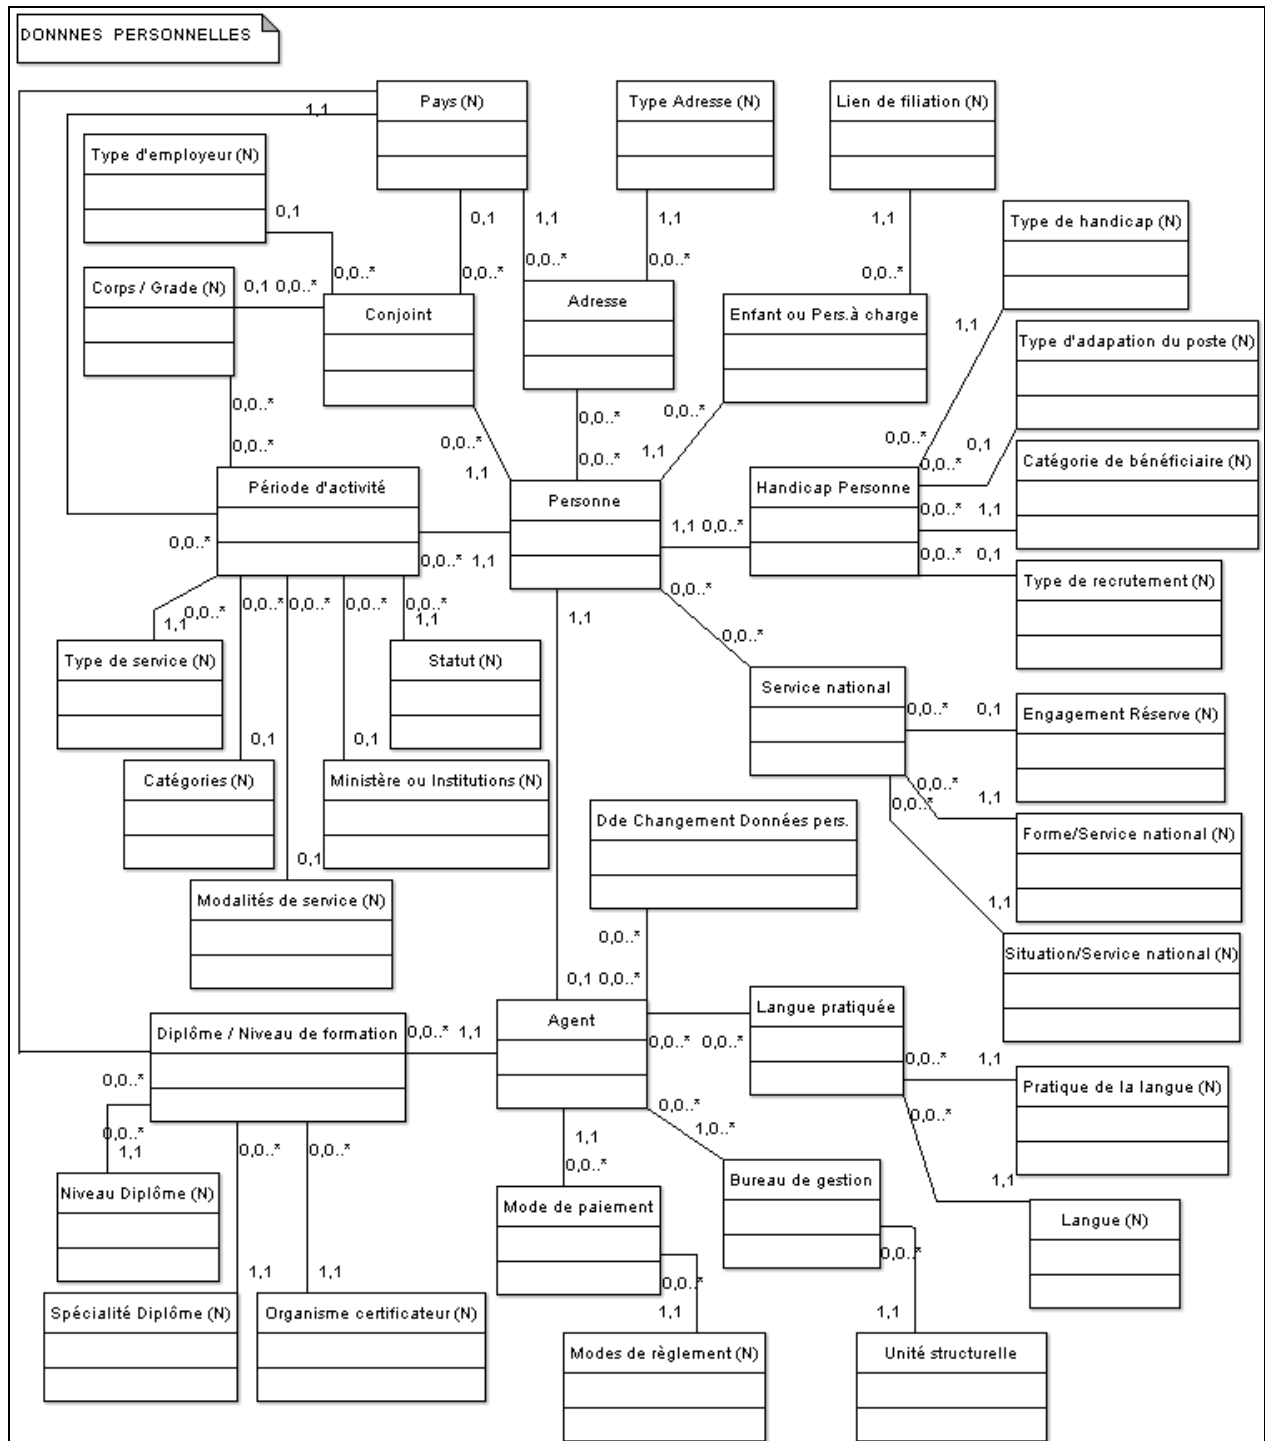 DONNNES PERSONNELLES
Pays (N)
Type Adresse (N)
Lien de filiation (N)
1,1
Type d'employeur (N)
0,1
0,1
1,1
1,1
1,1
Type de handicap (N)
0,0..*
0,0..*
0,0..*
0,0..*
0,0..*
Corps / Grade (N)
0,1 0,0..*
Conjoint
Adresse
Enfant ou Pers.à charge
1,1
Type d'adapation du poste (N)
0,0..*
0,0..*
0,0..*
0,0..*
0,0..*
0,0..*
0,0..*
0,1
1,1
0,0..*
1,1
0,0..*
Catégorie de bénéficiaire (N)
Période d'activité
Personne
Handicap Personne
0,0..* 1,1
1,1 0,0..*
0,0..*
0,0..* 1,1
0,0..* 0,1
Type de recrutement (N)
0,0..*
0,0..*
0,0..*
0,0..*
0,0..*
0,0..*
1,1
1,1
1,1
0,0..*
Type de service (N)
Statut (N)
Service national
0,0..* 0,1
Engagement Réserve (N)
0,1
0,1
Catégories (N)
Ministère ou Institutions (N)
0,0..*
0,0..*
1,1
Dde Changement Données pers.
Forme/Service national (N)
0,1
Modalités de service (N)
1,1
0,0..*
Situation/Service national (N)
0,1 0,0..*
Agent
Langue pratiquée
Diplôme / Niveau de formation
0,0..* 1,1
0,0..* 0,0..*
0,0..* 1,1
0,0..*
Pratique de la langue (N)
0,0..*
0,0..*
1,0..*
0,0..*
1,1
1,1
0,0..*
0,0..*
0,0..*
1,1
Niveau Diplôme (N)
Mode de paiement
Bureau de gestion
Langue (N)
0,0..*
1,1
1,1
0,0..*
Spécialité Diplôme (N)
Organisme certificateur (N)
1,1
1,1
Modes de règlement (N)
Unité structurelle